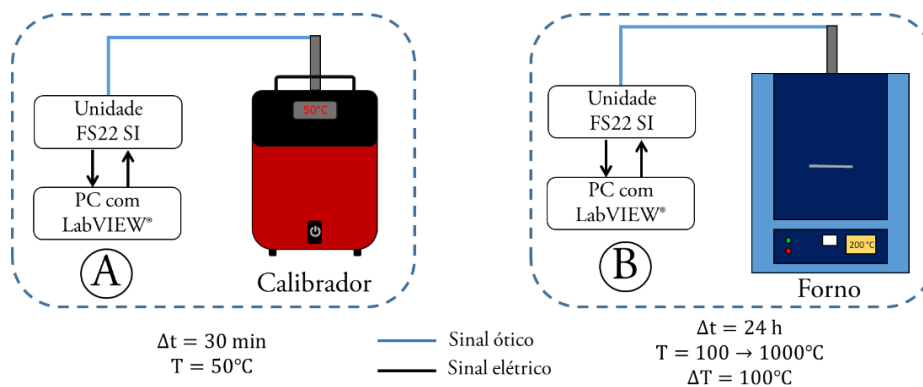 Unidade
FS22 SI
PC com
LabVIEW®
A
50°C
Calibrador
Unidade
FS22 SI
PC com
LabVIEW®
B
200 °C
Forno
Δt = 30 min
T = 50°C
Sinal ótico
Sinal elétrico
Δt = 24 h
T = 100 → 1000°C
ΔT = 100°C